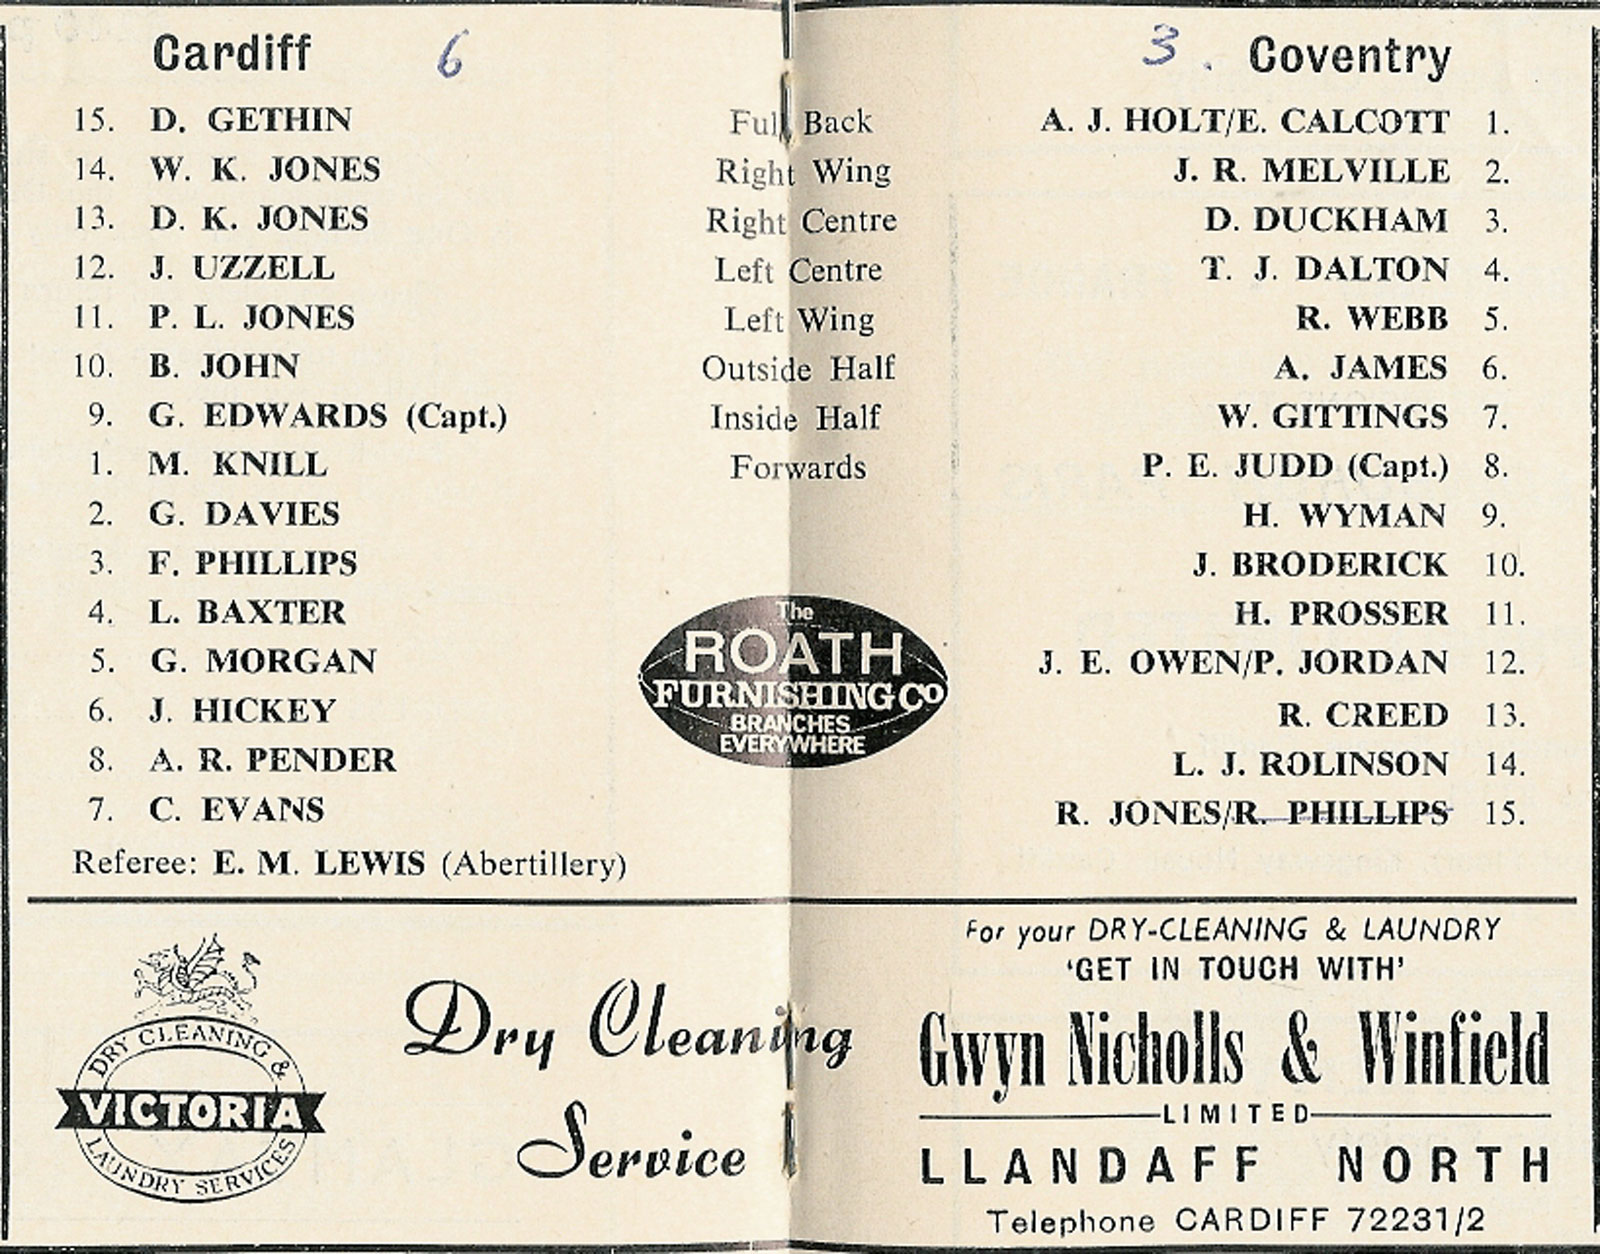 Cardiff 6 3. Coventry
15. D. GETHIN Full Back A. J. HOLT/E. CALCOTT 1.
14. W. K. JONES Right Wing J. R. MELVILLE 2.
13. D. K. JONES Right Centre D. DUCKHAM 3.
12. J. UZZELL Left Centre T. J. DALTON 4.
11. P. L. JONES Left Wing R. WEBB 5.
10. B. JOHN Outside Half A. JAMES 6.
9. G. EDWARDS (Capt.) Inside Half W. GITTINGS 7.
1. M. KNILL Forwards P. E. JUDD (Capt.) 8.
2. G. DAVIES H. WYMAN 9.
3. F. PHILLIPS J. BRODERICK 10.
4. L. BAXTER H. PROSSER 11.
5. G. MORGAN J. E. OWEN/P. JORDAN 12.
6. J. HICKEY R. CREED 13.
8. A. R. PENDER L. J. ROLINSON 14.
7. C. EVANS R. JONES/R. PHILLIPS 15.
Referee: E. M. LEWIS (Abertillery)
The
ROATH
FURNISHING Co
BRANCHES
EVERYWHERE
DRY CLEANING &
VICTORIA
LAUNDRY SERVICES
Dry Cleaning
Service
For your DRY-CLEANING & LAUNDRY
'GET IN TOUCH WITH'
Gwyn Nicholls & Winfield
LIMITED
LLANDAFF NORTH
Telephone CARDIFF 72231/2